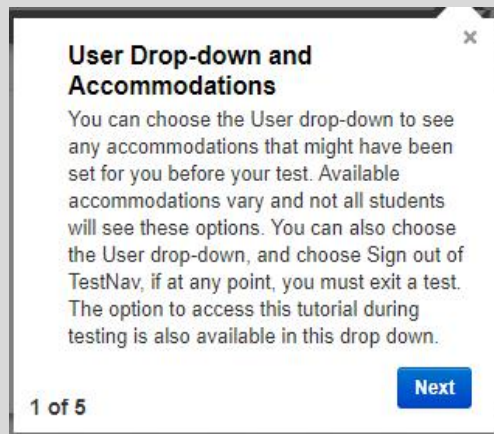 ×
User Drop-down and
Accommodations
You can choose the User drop-down to see
any accommodations that might have been
set for you before your test. Available
accommodations vary and not all students
will see these options. You can also choose
the User drop-down, and choose Sign out of
TestNav, if at any point, you must exit a test.
The option to access this tutorial during
testing is also available in this drop down.
Next
1 of 5